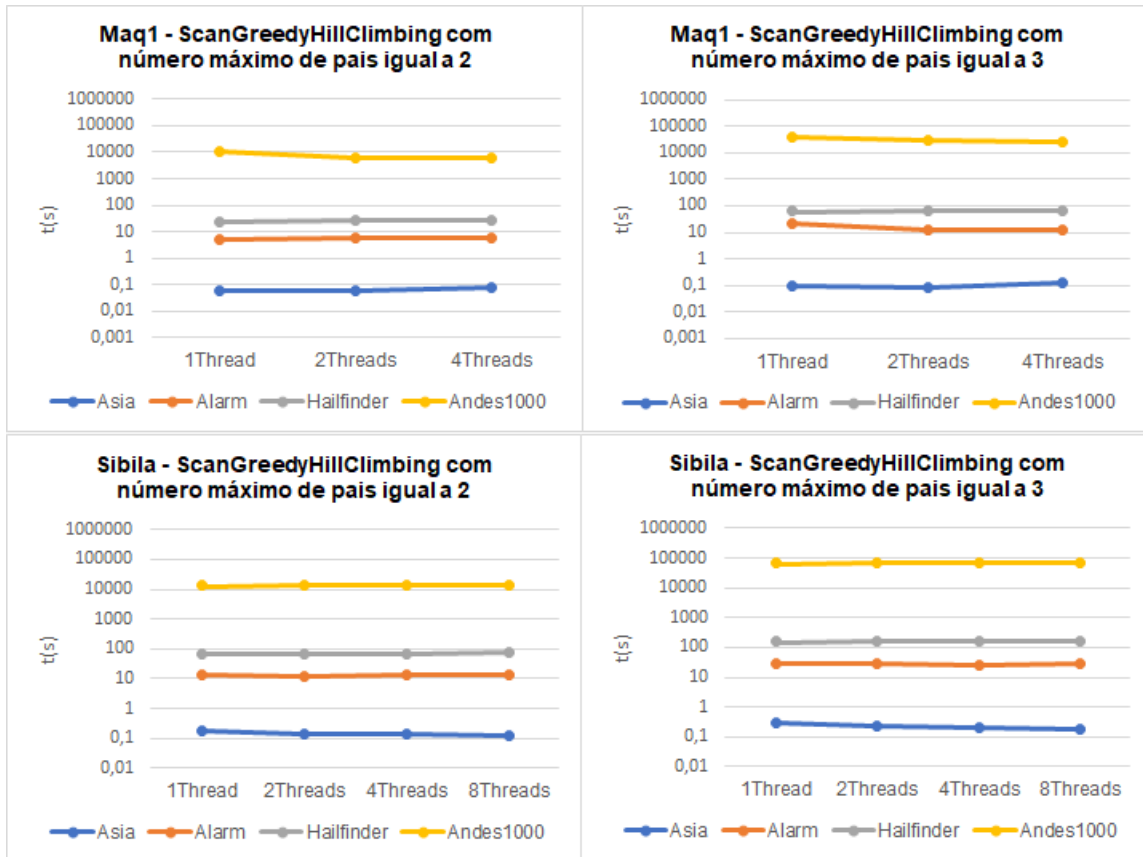 Maq1 - ScanGreedyHillClimbing com
número máximo de pais igual a 2
1000000
100000
10000
1000
100
10
1
0,1
0,01
0,001
t(s)
1Thread 2Threads 4Threads
Asia Alarm Hailfinder Andes1000
Maq1 - ScanGreedyHillClimbing com
número máximo de pais igual a 3
1000000
100000
10000
1000
100
10
1
0,1
0,01
0,001
t(s)
1Thread 2Threads 4Threads
Asia Alarm Hailfinder Andes1000
Sibila - ScanGreedyHillClimbing com
número máximo de pais igual a 2
1000000
100000
10000
1000
100
10
1
0,1
0,01
t(s)
1Thread 2Threads 4Threads 8Threads
Asia Alarm Hailfinder Andes1000
Sibila - ScanGreedyHillClimbing com
número máximo de pais igual a 3
1000000
100000
10000
1000
100
10
1
0,1
0,01
t(s)
1Thread 2Threads 4Threads 8Threads
Asia Alarm Hailfinder Andes1000